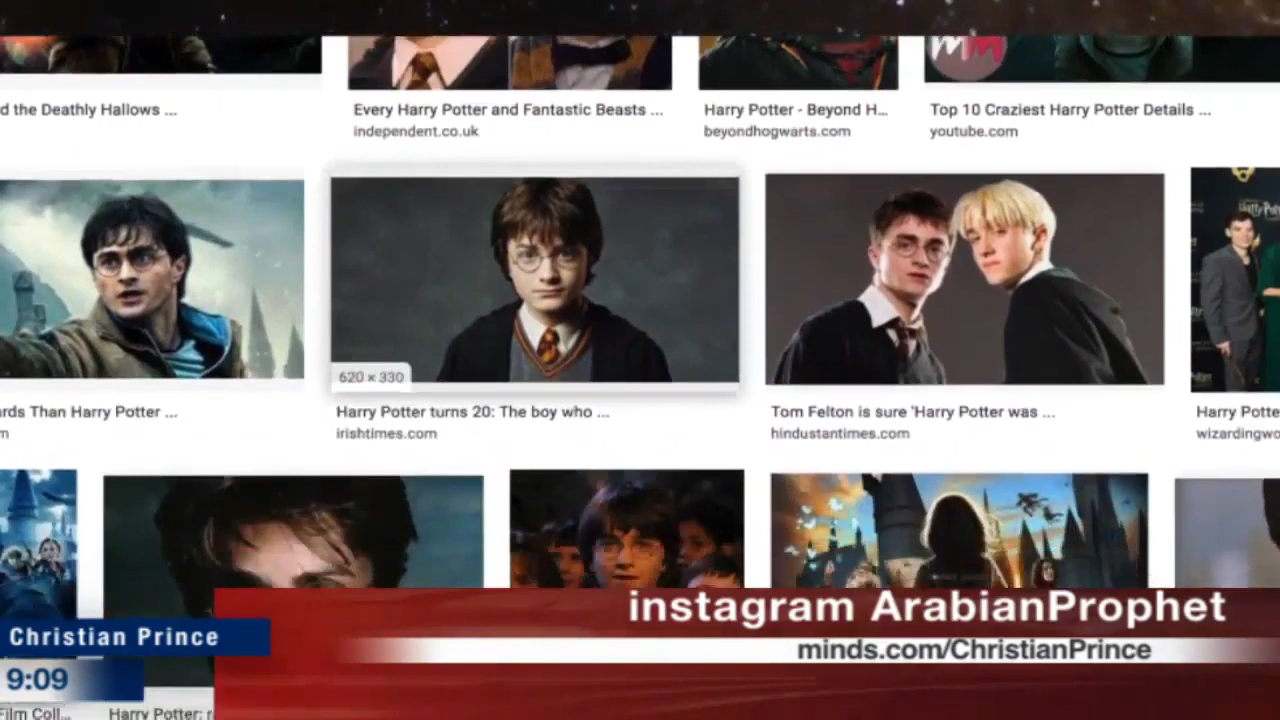 d the Deathly Hallows ...
Every Harry Potter and Fantastic Beasts ...
independent.co.uk
Harry Potter - Beyond H...
beyondhogwarts.com
Top 10 Craziest Harry Potter Details ...
youtube.com
620 × 330
rds Than Harry Potter ...
m
Harry Potter turns 20: The boy who ...
irishtimes.com
Tom Felton is sure 'Harry Potter was ...
hindustantimes.com
Harry Potte
wizardingwo
instagram ArabianProphet
Christian Prince
minds.com/ChristianPrince
9:09
Film Coll...
Harry Potter: r